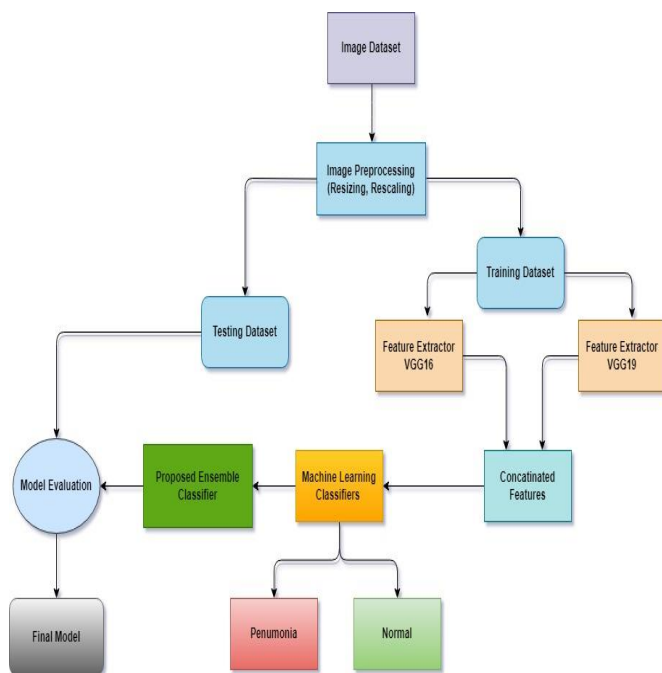 Image Dataset
Image Preprocessing
(Resizing, Rescaling)
Training Dataset
Testing Dataset
Feature Extractor
VGG16
Feature Extractor
VGG19
Model Evaluation
Proposed Ensemble
Classifier
Machine Learning
Classifiers
Concatinated
Features
Final Model
Penumonia
Normal